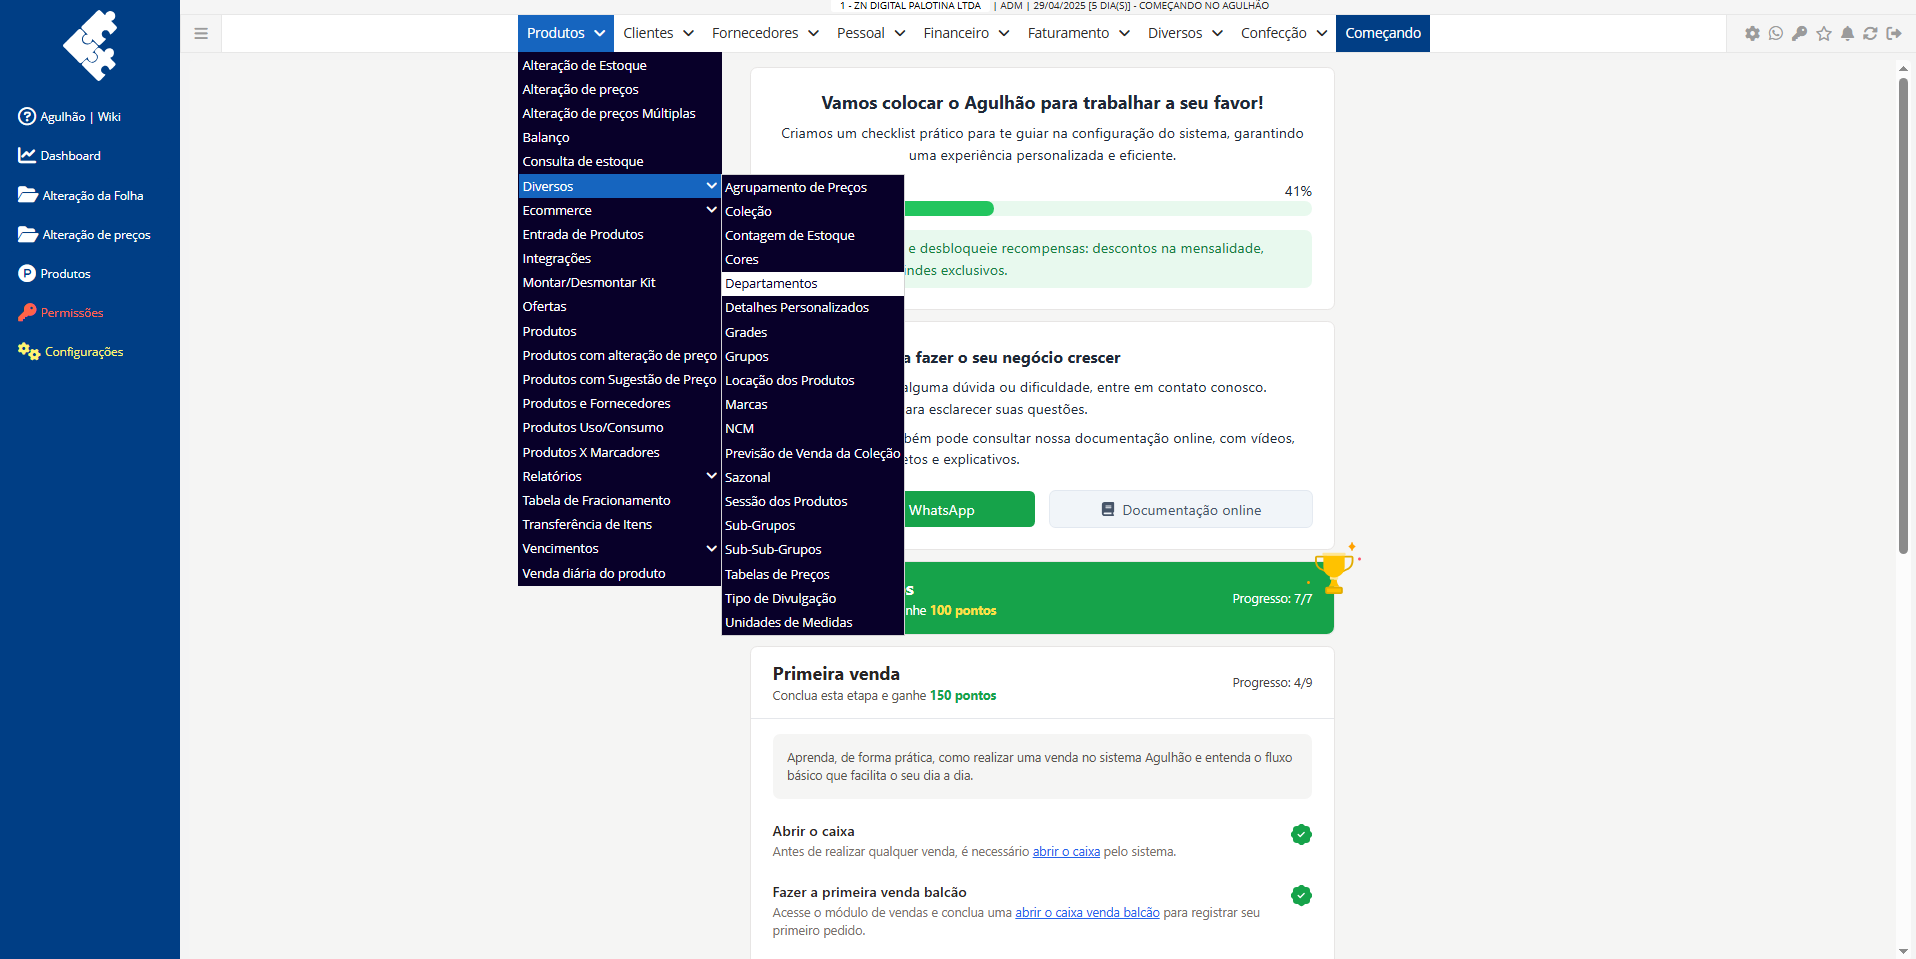 1 - ZN DIGITAL PALOTINA LTDA | ADM | 29/04/2025 [5 DIA(S)] - COMEÇANDO NO AGULHÃO
Produtos Clientes Fornecedores Pessoal Financeiro Faturamento Diversos Confecção Começando
Agulhão | Wiki
Dashboard
Alteração da Folha
Alteração de preços
P Produtos
Permissões
Configurações
Alteração de Estoque
Alteração de preços
Alteração de preços Múltiplas
Balanço
Consulta de estoque
Diversos
Ecommerce
Entrada de Produtos
Integrações
Montar/Desmontar Kit
Ofertas
Produtos
Produtos com alteração de preço
Produtos com Sugestão de Preço
Produtos e Fornecedores
Produtos Uso/Consumo
Produtos X Marcadores
Relatórios
Tabela de Fracionamento
Transferência de Itens
Vencimentos
Venda diária do produto
Agrupamento de Preços
Coleção
Contagem de Estoque
Cores
Departamentos
Detalhes Personalizados
Grades
Grupos
Locação dos Produtos
Marcas
NCM
Previsão de Venda da Coleção
Sazonal
Sessão dos Produtos
Sub-Grupos
Sub-Sub-Grupos
Tabelas de Preços
Tipo de Divulgação
Unidades de Medidas
Vamos colocar o Agulhão para trabalhar a seu favor!
Criamos um checklist prático para te guiar na configuração do sistema, garantindo
uma experiência personalizada e eficiente.
41%
e desbloqueie recompensas: descontos na mensalidade,
indes exclusivos.
a fazer o seu negócio crescer
alguma dúvida ou dificuldade, entre em contato conosco.
ara esclarecer suas questões.
bém pode consultar nossa documentação online, com vídeos,
etos e explicativos.
WhatsApp
Documentação online
s
nhe 100 pontos
Progresso: 7/7
Primeira venda
Conclua esta etapa e ganhe 150 pontos
Progresso: 4/9
Aprenda, de forma prática, como realizar uma venda no sistema Agulhão e entenda o fluxo
básico que facilita o seu dia a dia.
Abrir o caixa
Antes de realizar qualquer venda, é necessário abrir o caixa pelo sistema.
Fazer a primeira venda balcão
Acesse o módulo de vendas e conclua uma abrir o caixa venda balcão para registrar seu
primeiro pedido.